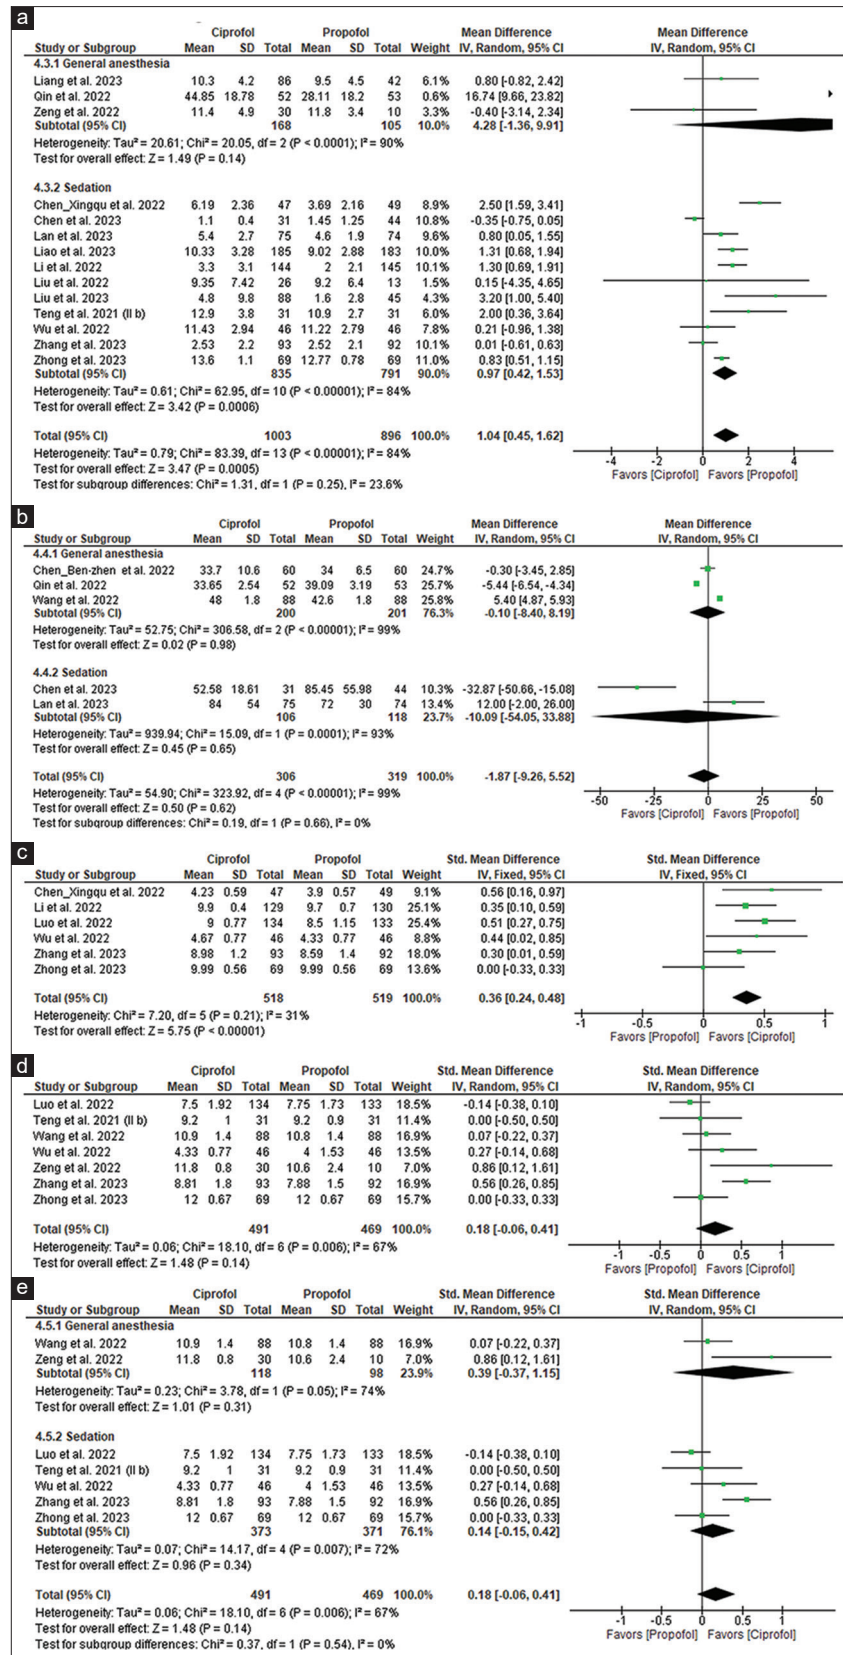 a
Ciprofol Propofol Mean Difference Mean Difference
Study or Subgroup Mean SD Total Mean SD Total Weight IV, Random, 95% CI IV, Random, 95% CI
4.3.1 General anesthesia
Liang et al. 2023 10.3 4.2 86 9.5 4.5 42 6.1% 0.80 [-0.82, 2.42]
Qin et al. 2022 44.85 18.78 52 28.11 18.2 53 0.6% 16.74 [9.66, 23.82]
Zeng et al. 2022 11.4 4.9 30 11.8 3.4 10 3.3% -0.40 [-3.14, 2.34]
Subtotal (95% CI) 168 105 10.0% 4.28 [-1.36, 9.91]
Heterogeneity: Tau² = 20.61; Chi² = 20.05, df = 2 (P < 0.0001); I² = 90%
Test for overall effect: Z = 1.49 (P = 0.14)
4.3.2 Sedation
Chen_Xingqu et al. 2022 6.19 2.36 47 3.69 2.16 49 8.9% 2.50 [1.59, 3.41]
Chen et al. 2023 1.1 0.4 31 1.45 1.25 44 10.8% -0.35 [-0.75, 0.05]
Lan et al. 2023 5.4 2.7 75 4.6 1.9 74 9.6% 0.80 [0.05, 1.55]
Liao et al. 2023 10.33 3.28 185 9.02 2.88 183 10.0% 1.31 [0.68, 1.94]
Li et al. 2022 3.3 3.1 144 2 2.1 145 10.1% 1.30 [0.69, 1.91]
Liu et al. 2022 9.35 7.42 26 9.2 6.4 13 1.5% 0.15 [-4.35, 4.65]
Liu et al. 2023 4.8 9.8 88 1.6 2.8 45 4.3% 3.20 [1.00, 5.40]
Teng et al. 2021 (II b) 12.9 3.8 31 10.9 2.7 31 6.0% 2.00 [0.36, 3.64]
Wu et al. 2022 11.43 2.94 46 11.22 2.79 46 7.8% 0.21 [-0.96, 1.38]
Zhang et al. 2023 2.53 2.2 93 2.52 2.1 92 10.1% 0.01 [-0.61, 0.63]
Zhong et al. 2023 13.6 1.1 69 12.77 0.78 69 11.0% 0.83 [0.51, 1.15]
Subtotal (95% CI) 835 791 90.0% 0.97 [0.42, 1.53]
Heterogeneity: Tau² = 0.61; Chi² = 62.95, df = 10 (P < 0.00001); I² = 84%
Test for overall effect: Z = 3.42 (P = 0.0006)
Total (95% CI) 1003 896 100.0% 1.04 [0.45, 1.62]
Heterogeneity: Tau² = 0.79; Chi² = 83.39, df = 13 (P < 0.00001); I² = 84%
Test for overall effect: Z = 3.47 (P = 0.0005)
Test for subgroup differences: Chi² = 1.31, df = 1 (P = 0.25), I² = 23.6%
-4 -2 0 2 4
Favors [Ciprofol] Favors [Propofol]
b
Ciprofol Propofol Mean Difference Mean Difference
Study or Subgroup Mean SD Total Mean SD Total Weight IV, Random, 95% CI IV, Random, 95% CI
4.4.1 General anesthesia
Chen_Ben-zhen et al. 2022 33.7 10.6 60 34 6.5 60 24.7% -0.30 [-3.45, 2.85]
Qin et al. 2022 33.65 2.54 52 39.09 3.19 53 25.7% -5.44 [-6.54, -4.34]
Wang et al. 2022 48 1.8 88 42.6 1.8 88 25.8% 5.40 [4.87, 5.93]
Subtotal (95% CI) 200 201 76.3% -0.10 [-8.40, 8.19]
Heterogeneity: Tau² = 52.75; Chi² = 306.58, df = 2 (P < 0.00001); I² = 99%
Test for overall effect: Z = 0.02 (P = 0.98)
4.4.2 Sedation
Chen et al. 2023 52.58 18.61 31 85.45 55.98 44 10.3% -32.87 [-50.66, -15.08]
Lan et al. 2023 84 54 75 72 30 74 13.4% 12.00 [-2.00, 26.00]
Subtotal (95% CI) 106 118 23.7% -10.09 [-54.05, 33.88]
Heterogeneity: Tau² = 939.94; Chi² = 15.09, df = 1 (P = 0.0001); I² = 93%
Test for overall effect: Z = 0.45 (P = 0.65)
Total (95% CI) 306 319 100.0% -1.87 [-9.26, 5.52]
Heterogeneity: Tau² = 54.90; Chi² = 323.92, df = 4 (P < 0.00001); I² = 99%
Test for overall effect: Z = 0.50 (P = 0.62)
Test for subgroup differences: Chi² = 0.19, df = 1 (P = 0.66), I² = 0%
-50 -25 0 25 50
Favors [Ciprofol] Favors [Propofol]
c
Ciprofol Propofol Std. Mean Difference Std. Mean Difference
Study or Subgroup Mean SD Total Mean SD Total Weight IV, Fixed, 95% CI IV, Fixed, 95% CI
Chen_Xingqu et al. 2022 4.23 0.59 47 3.9 0.57 49 9.1% 0.56 [0.16, 0.97]
Li et al. 2022 9.9 0.4 129 9.7 0.7 130 25.1% 0.35 [0.10, 0.59]
Luo et al. 2022 9 0.77 134 8.5 1.15 133 25.4% 0.51 [0.27, 0.75]
Wu et al. 2022 4.67 0.77 46 4.33 0.77 46 8.8% 0.44 [0.02, 0.85]
Zhang et al. 2023 8.98 1.2 93 8.59 1.4 92 18.0% 0.30 [0.01, 0.59]
Zhong et al. 2023 9.99 0.56 69 9.99 0.56 69 13.6% 0.00 [-0.33, 0.33]
Total (95% CI) 518 519 100.0% 0.36 [0.24, 0.48]
Heterogeneity: Chi² = 7.20, df = 5 (P = 0.21); I² = 31%
Test for overall effect: Z = 5.75 (P < 0.00001)
-1 -0.5 0 0.5 1
Favors [Propofol] Favors [Ciprofol]
d
Ciprofol Propofol Std. Mean Difference Std. Mean Difference
Study or Subgroup Mean SD Total Mean SD Total Weight IV, Random, 95% CI IV, Random, 95% CI
Luo et al. 2022 7.5 1.92 134 7.75 1.73 133 18.5% -0.14 [-0.38, 0.10]
Teng et al. 2021 (II b) 9.2 1 31 9.2 0.9 31 11.4% 0.00 [-0.50, 0.50]
Wang et al. 2022 10.9 1.4 88 10.8 1.4 88 16.9% 0.07 [-0.22, 0.37]
Wu et al. 2022 4.33 0.77 46 4 1.53 46 13.5% 0.27 [-0.14, 0.68]
Zeng et al. 2022 11.8 0.8 30 10.6 2.4 10 7.0% 0.86 [0.12, 1.61]
Zhang et al. 2023 8.81 1.8 93 7.88 1.5 92 16.9% 0.56 [0.26, 0.85]
Zhong et al. 2023 12 0.67 69 12 0.67 69 15.7% 0.00 [-0.33, 0.33]
Total (95% CI) 491 469 100.0% 0.18 [-0.06, 0.41]
Heterogeneity: Tau² = 0.06; Chi² = 18.10, df = 6 (P = 0.006); I² = 67%
Test for overall effect: Z = 1.48 (P = 0.14)
-1 -0.5 0 0.5 1
Favors [Propofol] Favors [Ciprofol]
e
Ciprofol Propofol Std. Mean Difference Std. Mean Difference
Study or Subgroup Mean SD Total Mean SD Total Weight IV, Random, 95% CI IV, Random, 95% CI
4.5.1 General anesthesia
Wang et al. 2022 10.9 1.4 88 10.8 1.4 88 16.9% 0.07 [-0.22, 0.37]
Zeng et al. 2022 11.8 0.8 30 10.6 2.4 10 7.0% 0.86 [0.12, 1.61]
Subtotal (95% CI) 118 98 23.9% 0.39 [-0.37, 1.15]
Heterogeneity: Tau² = 0.23; Chi² = 3.78, df = 1 (P = 0.05); I² = 74%
Test for overall effect: Z = 1.01 (P = 0.31)
4.5.2 Sedation
Luo et al. 2022 7.5 1.92 134 7.75 1.73 133 18.5% -0.14 [-0.38, 0.10]
Teng et al. 2021 (II b) 9.2 1 31 9.2 0.9 31 11.4% 0.00 [-0.50, 0.50]
Wu et al. 2022 4.33 0.77 46 4 1.53 46 13.5% 0.27 [-0.14, 0.68]
Zhang et al. 2023 8.81 1.8 93 7.88 1.5 92 16.9% 0.56 [0.26, 0.85]
Zhong et al. 2023 12 0.67 69 12 0.67 69 15.7% 0.00 [-0.33, 0.33]
Subtotal (95% CI) 373 371 76.1% 0.14 [-0.15, 0.42]
Heterogeneity: Tau² = 0.07; Chi² = 14.17, df = 4 (P = 0.007); I² = 72%
Test for overall effect: Z = 0.96 (P = 0.34)
Total (95% CI) 491 469 100.0% 0.18 [-0.06, 0.41]
Heterogeneity: Tau² = 0.06; Chi² = 18.10, df = 6 (P = 0.006); I² = 67%
Test for overall effect: Z = 1.48 (P = 0.14)
Test for subgroup differences: Chi² = 0.37, df = 1 (P = 0.54), I² = 0%
-1 -0.5 0 0.5 1
Favors [Propofol] Favors [Ciprofol]